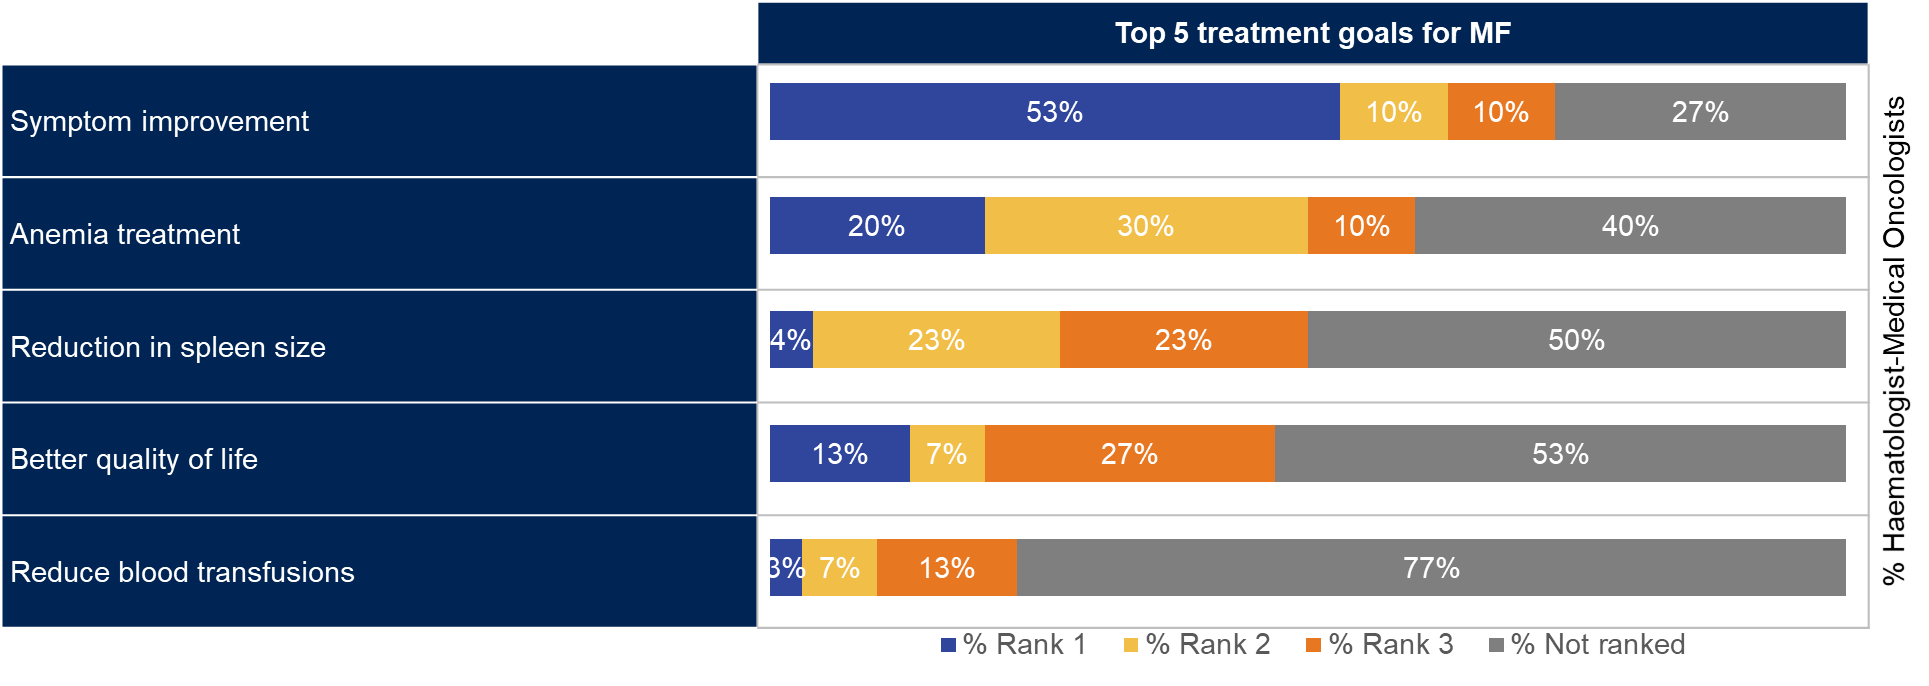 Top 5 treatment goals for MF
Symptom improvement
53% 10% 10% 27%
Anemia treatment
20% 30% 10% 40%
Reduction in spleen size
4% 23% 23% 50%
Better quality of life
13% 7% 27% 53%
Reduce blood transfusions
3% 7% 13% 77%
% Rank 1 % Rank 2 % Rank 3 % Not ranked
% Haematologist-Medical Oncologists